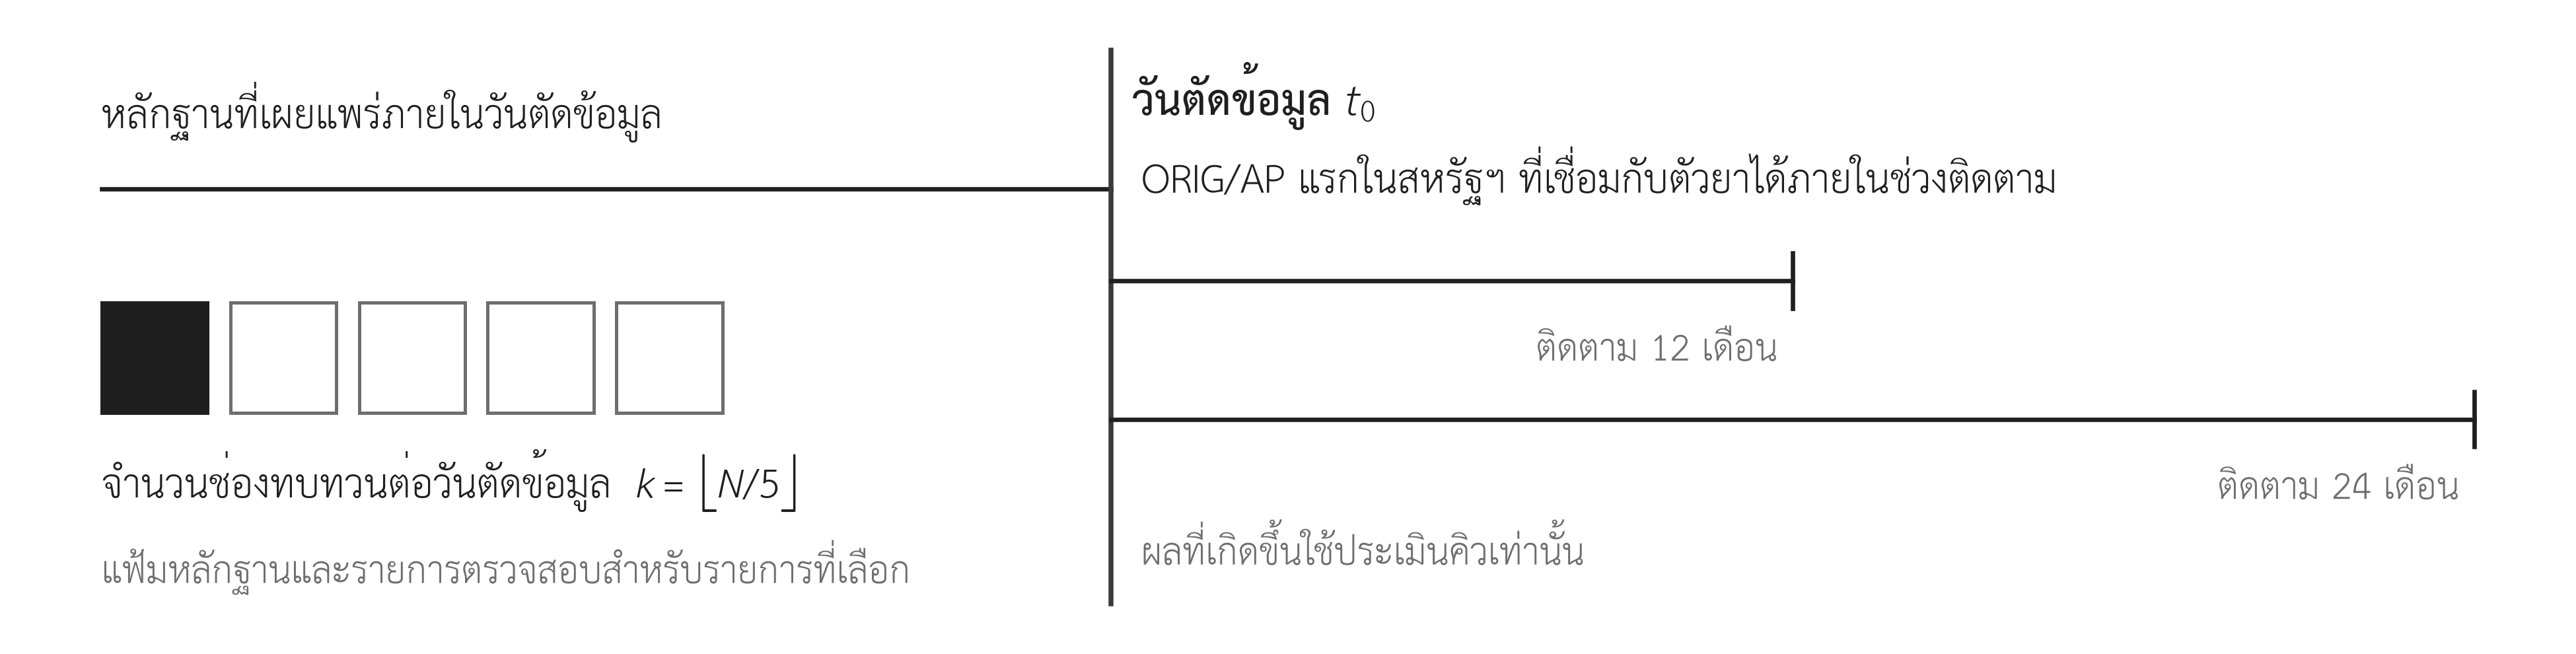 หลักฐานที่เผยแพร่ภายในวันตัดข้อมูล
วันตัดข้อมูล t₀
ORIG/AP แรกในสหรัฐฯ ที่เชื่อมกับตัวยาได้ภายในช่วงติดตาม
ติดตาม 12 เดือน
จำนวนช่องทบทวนต่อวันตัดข้อมูล k = ⌊N/5⌋
ติดตาม 24 เดือน
แฟ้มหลักฐานและรายการตรวจสอบสำหรับรายการที่เลือก
ผลที่เกิดขึ้นใช้ประเมินคิวเท่านั้น